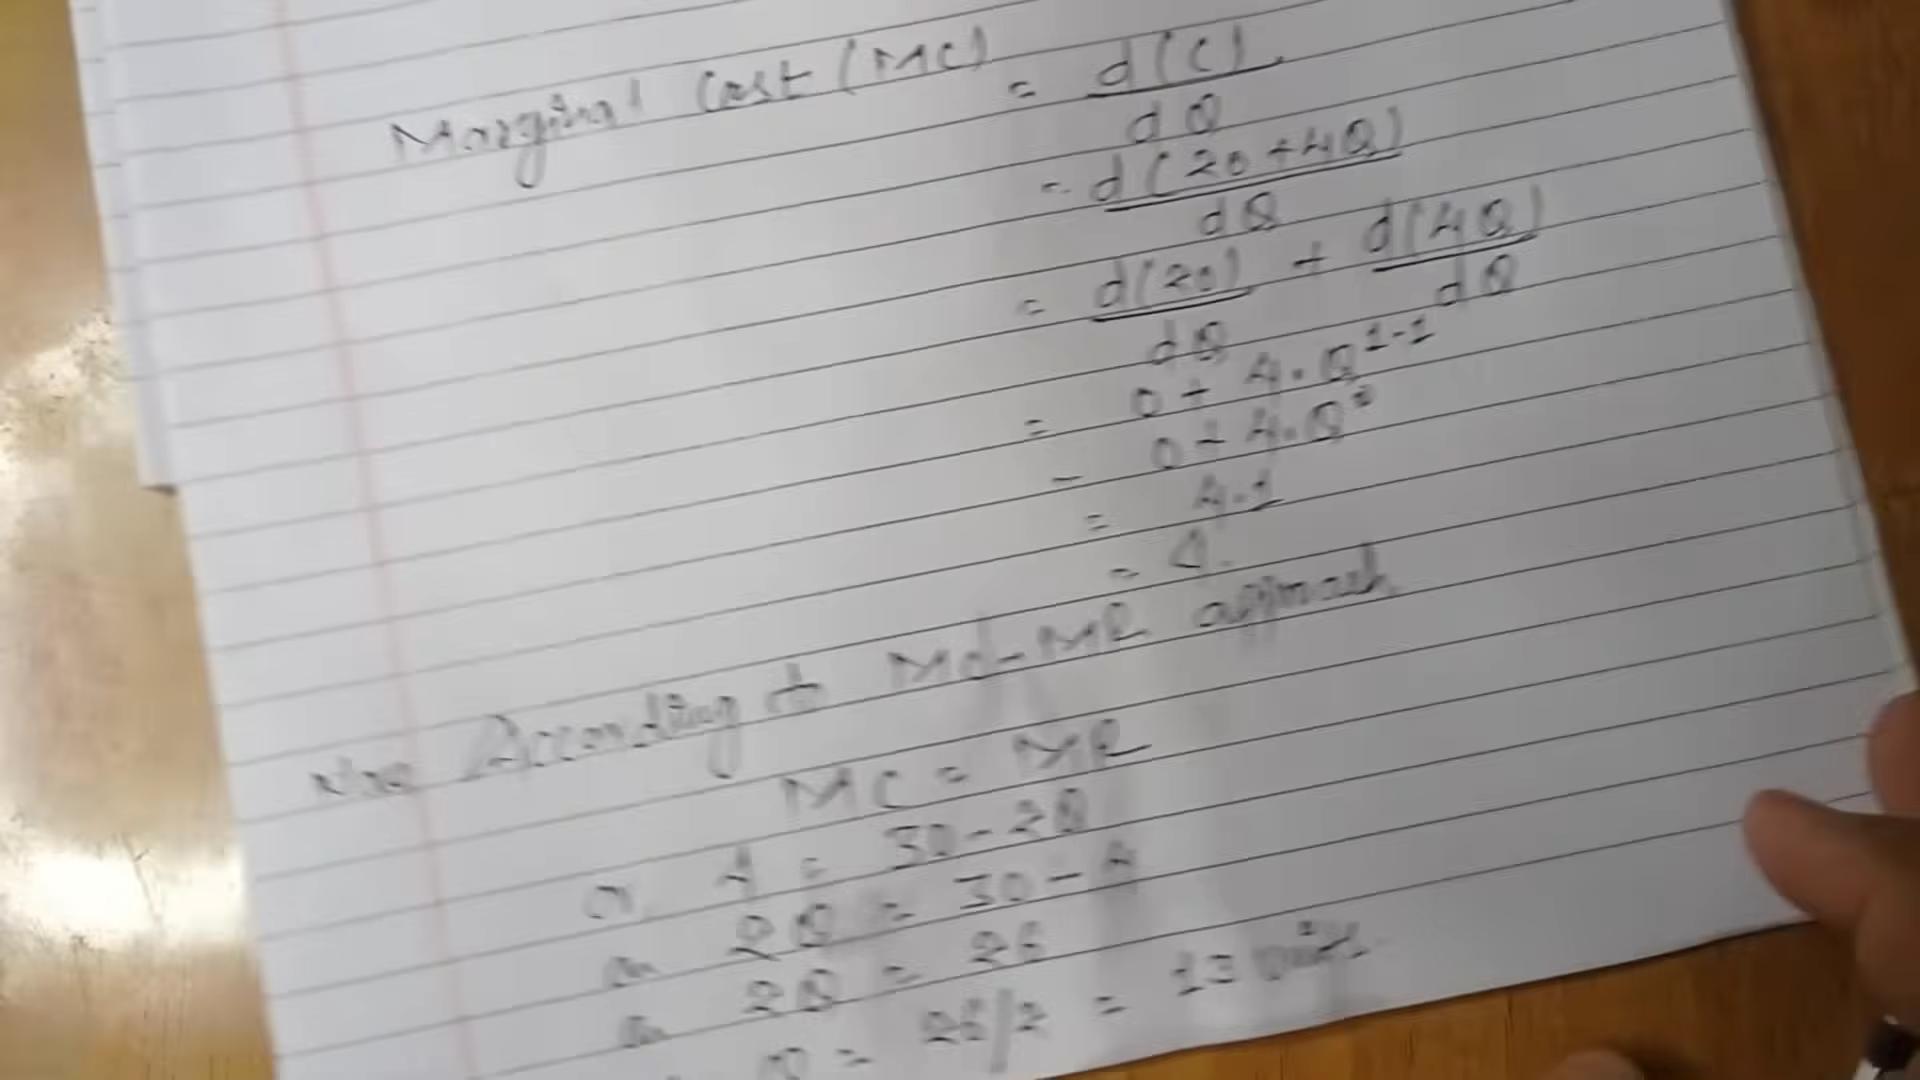 Marginal Cost (MC) = d(C)/dQ
= d(20+4Q)/dQ
= d(20)/dQ + d(4Q)/dQ
= 0 + 4.Q^1-1
= 0 + 4.Q^0
= 4.1
= 4.
Now According to MC-MR approach
MC = MR
or 4 = 30-2Q
or 2Q = 30-4
or 2Q = 26
Q = 26/2 = 13 units.